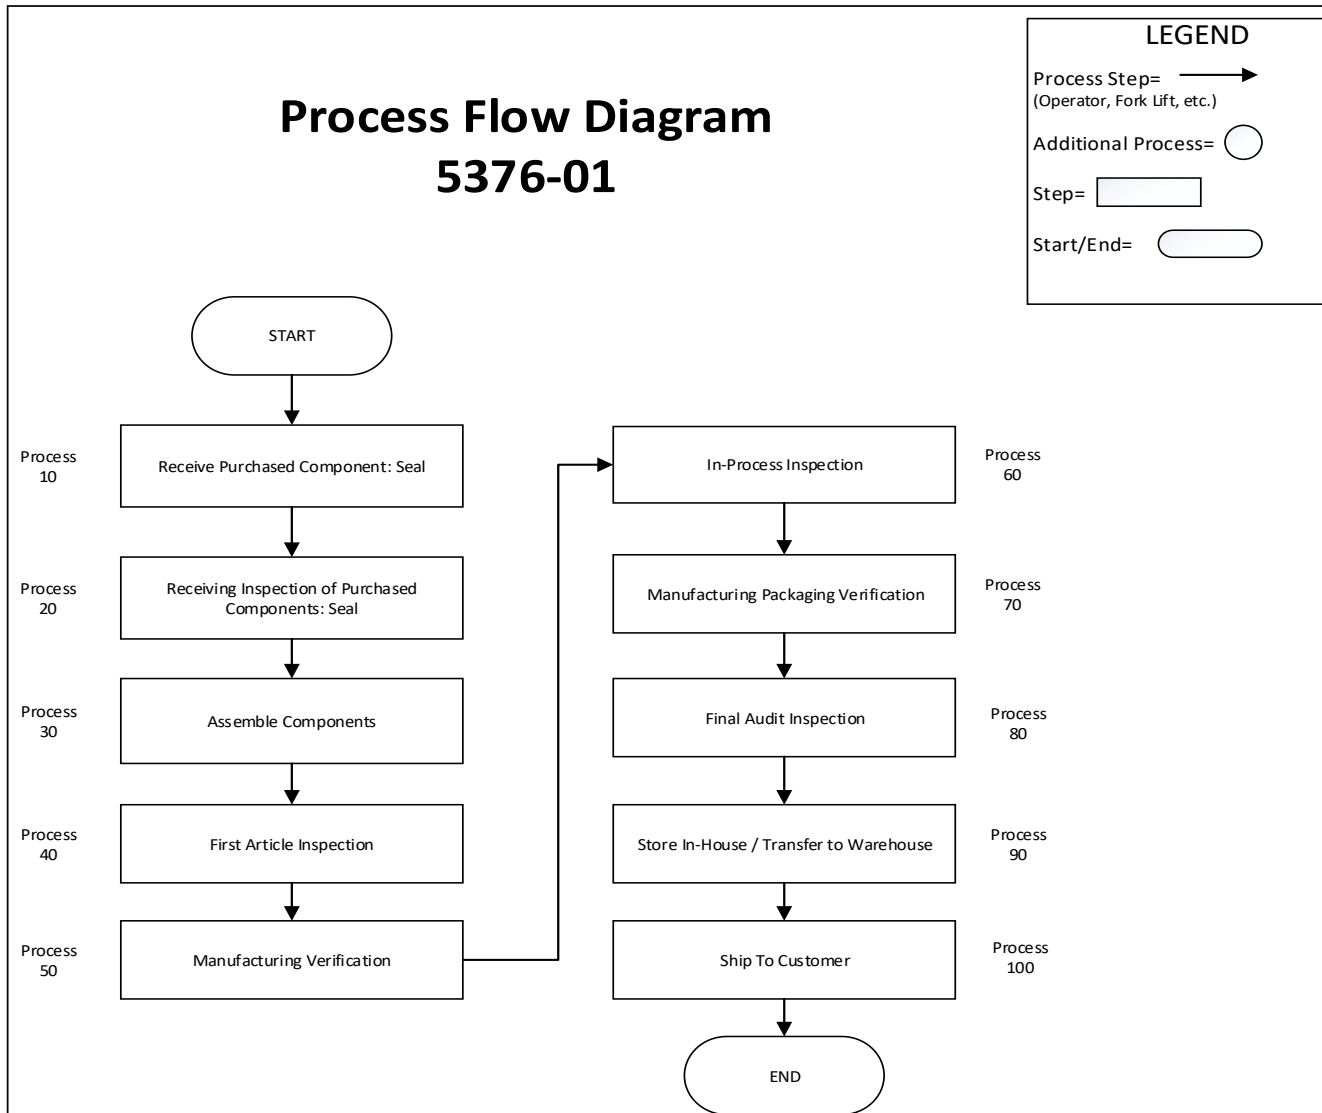 Process Flow Diagram
5376-01
LEGEND
Process Step=
(Operator, Fork Lift, etc.)
Additional Process=
Step=
Start/End=
START
Process
10
Receive Purchased Component: Seal
Process
20
Receiving Inspection of Purchased
Components: Seal
Process
30
Assemble Components
Process
40
First Article Inspection
Process
50
Manufacturing Verification
In-Process Inspection
Process
60
Manufacturing Packaging Verification
Process
70
Final Audit Inspection
Process
80
Store In-House / Transfer to Warehouse
Process
90
Ship To Customer
Process
100
END